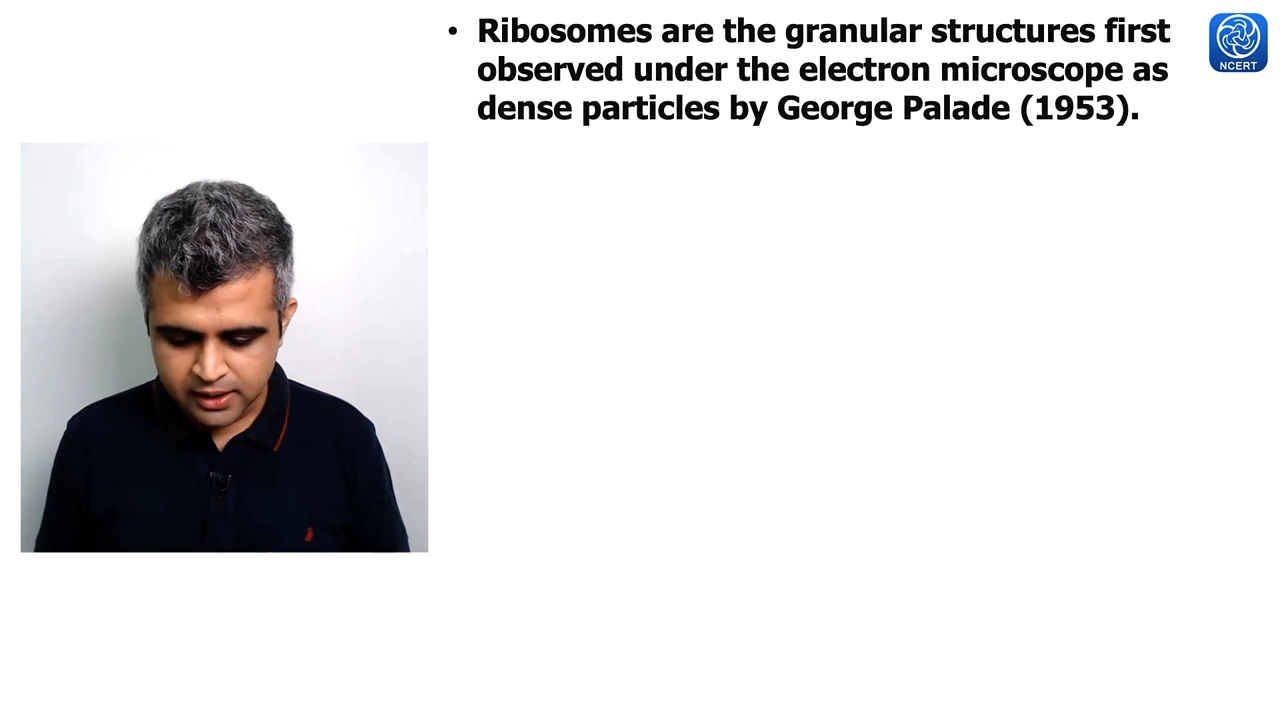 • Ribosomes are the granular structures first
observed under the electron microscope as
dense particles by George Palade (1953).
NCERT